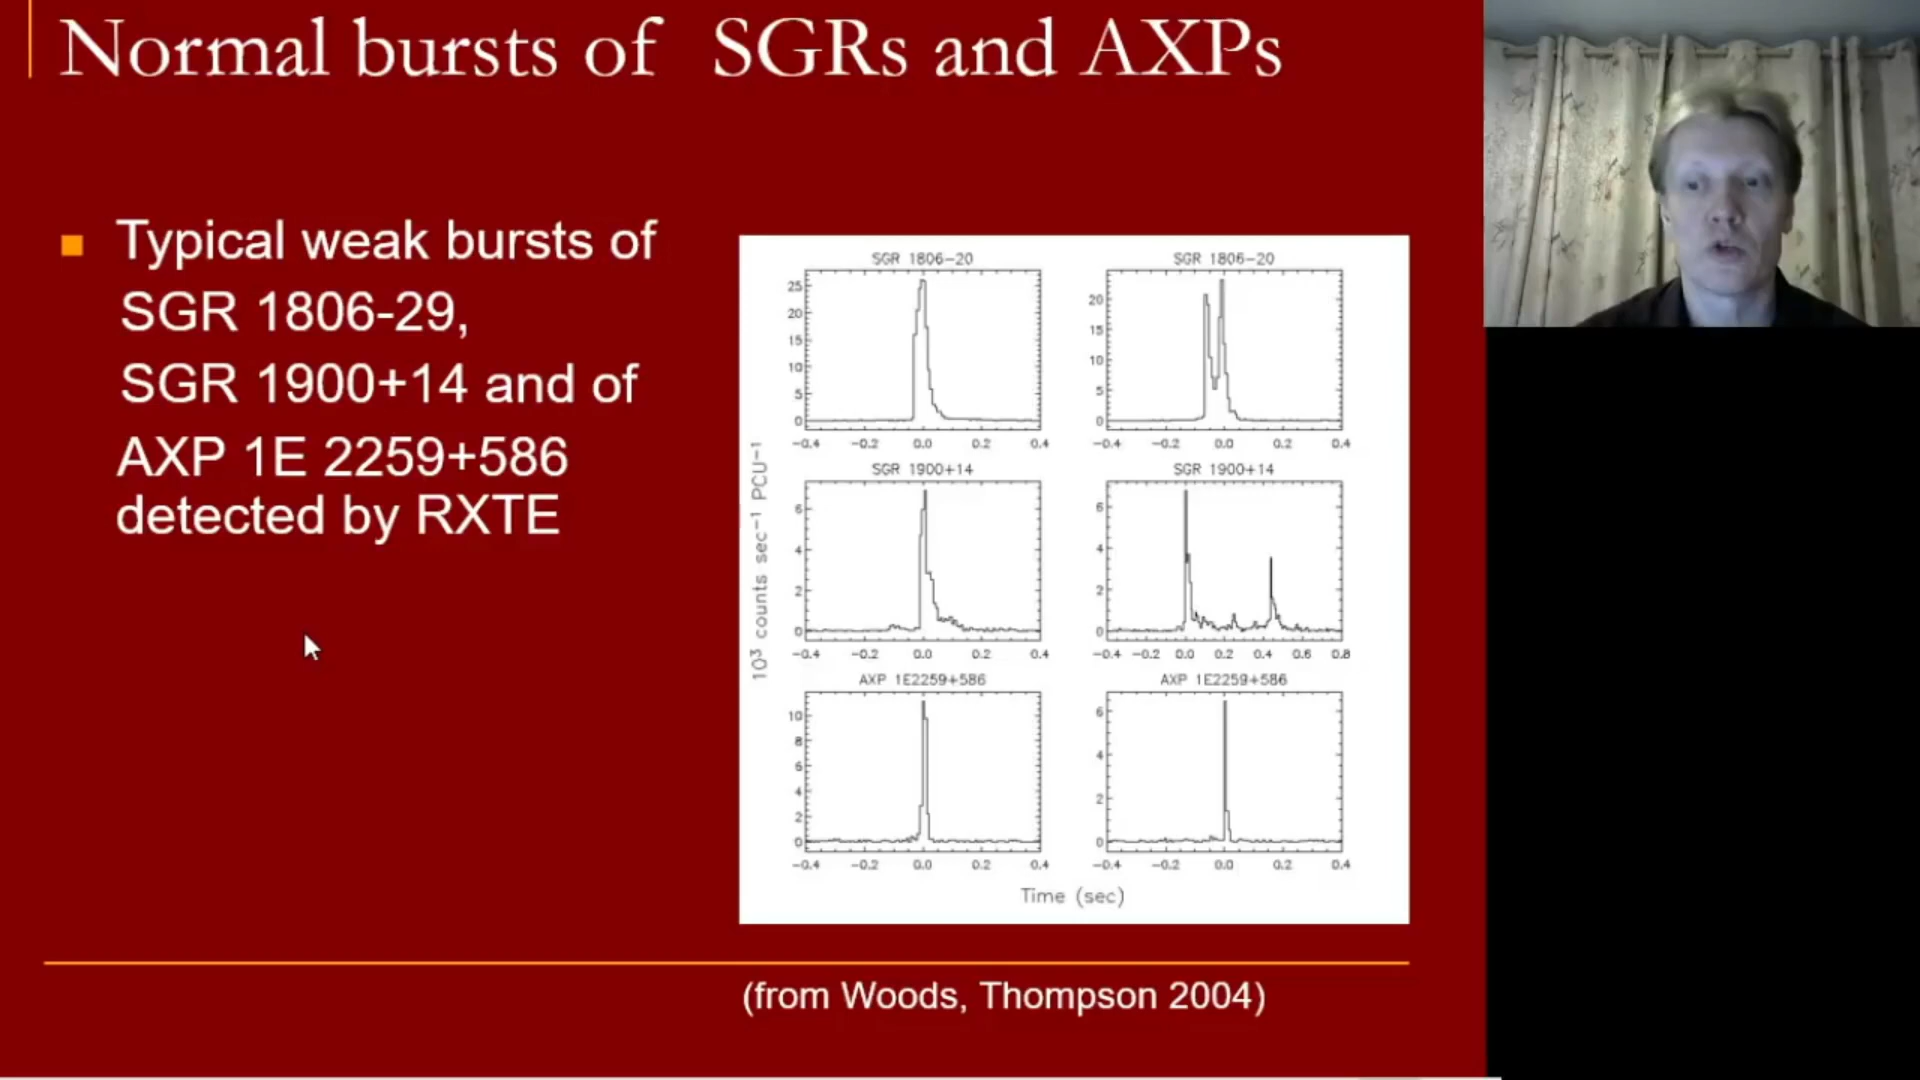 Normal bursts of SGRs and AXPs
Typical weak bursts of
SGR 1806-29,
SGR 1900+14 and of
AXP 1E 2259+586
detected by RXTE
SGR 1806−20
25
20
15
10
5
0
−0.4 −0.2 0.0 0.2 0.4
SGR 1806−20
20
15
10
5
0
−0.4 −0.2 0.0 0.2 0.4
10³ counts sec⁻¹ PCU⁻¹
SGR 1900+14
6
4
2
0
−0.4 −0.2 0.0 0.2 0.4
SGR 1900+14
6
4
2
0
−0.4 −0.2 0.0 0.2 0.4 0.6 0.8
AXP 1E2259+586
10
8
6
4
2
0
−0.4 −0.2 0.0 0.2 0.4
AXP 1E2259+586
6
4
2
0
−0.4 −0.2 0.0 0.2 0.4
Time (sec)
(from Woods, Thompson 2004)